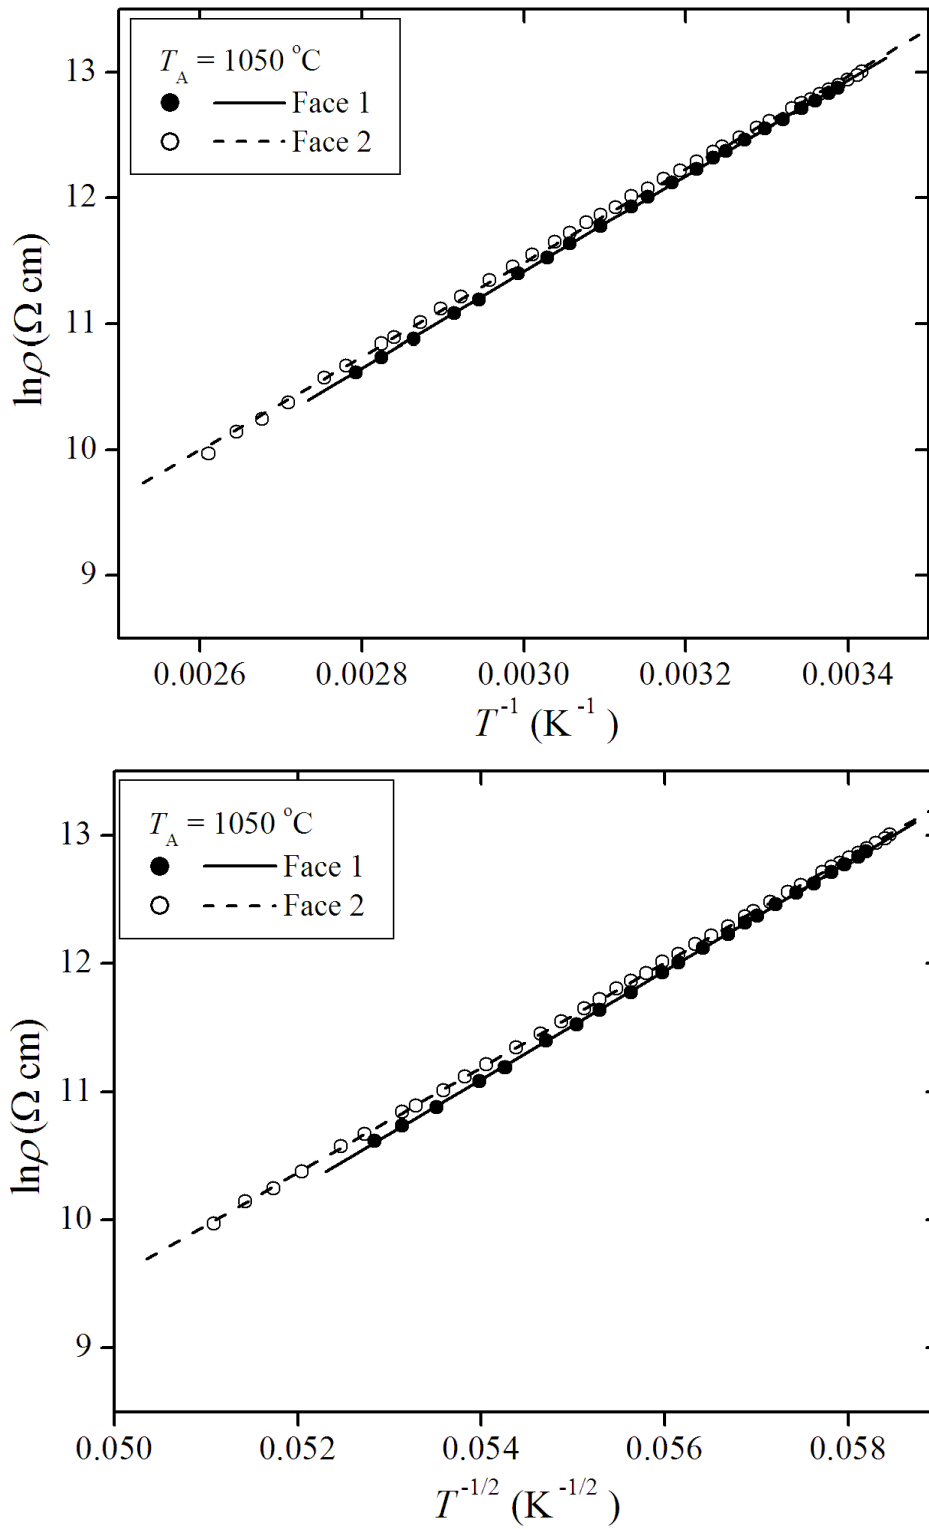 T_A = 1050 °C
Face 1
Face 2
13
12
11
10
9
lnρ (Ω cm)
0.0026 0.0028 0.0030 0.0032 0.0034
T⁻¹ (K⁻¹)
T_A = 1050 °C
Face 1
Face 2
13
12
11
10
9
lnρ (Ω cm)
0.050 0.052 0.054 0.056 0.058
T⁻¹/² (K⁻¹/²)